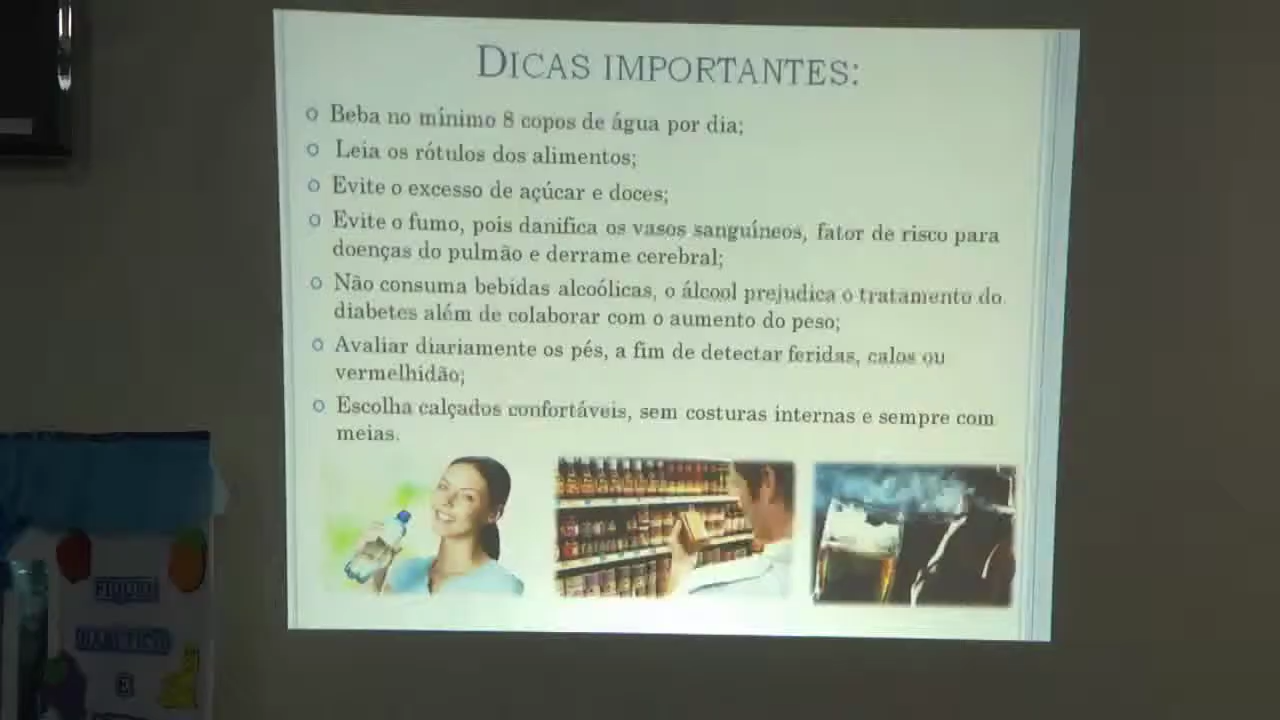 DICAS IMPORTANTES:
Beba no mínimo 8 copos de água por dia;
Leia os rótulos dos alimentos;
Evite o excesso de açúcar e doces;
Evite o fumo, pois danifica os vasos sanguíneos, fator de risco para
doenças do pulmão e derrame cerebral;
Não consuma bebidas alcoólicas, o álcool prejudica o tratamento do
diabetes além de colaborar com o aumento do peso;
Avaliar diariamente os pés, a fim de detectar feridas, calos ou
vermelhidão;
Escolha calçados confortáveis, sem costuras internas e sempre com
meias.
E